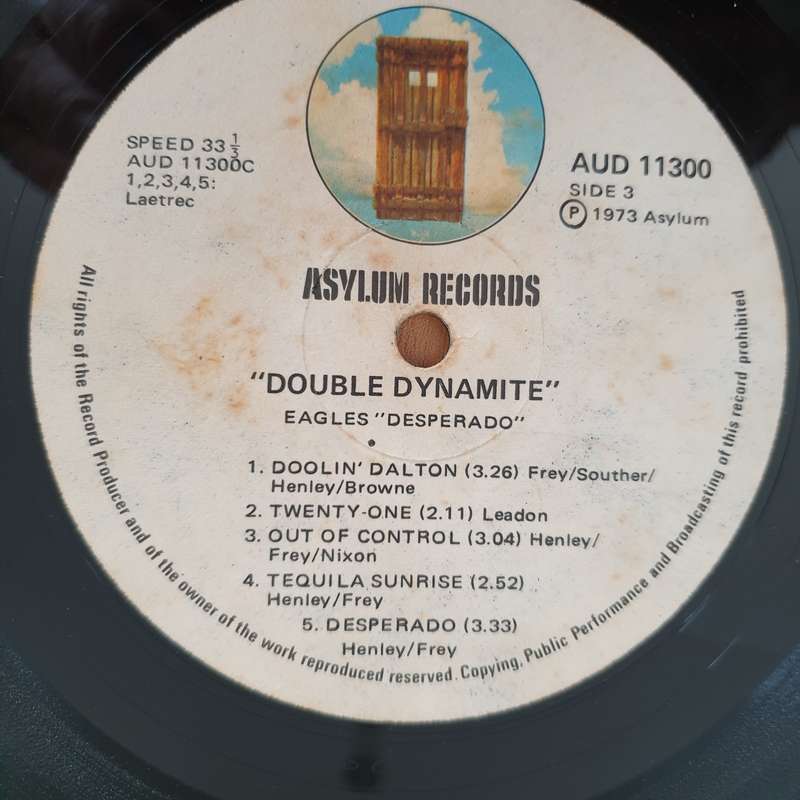 SPEED 33 1/3
AUD 11300C
1,2,3,4,5:
Laetrec
AUD 11300
SIDE 3
Ⓟ 1973 Asylum
ASYLUM RECORDS
"DOUBLE DYNAMITE"
EAGLES "DESPERADO"
1. DOOLIN' DALTON (3.26) Frey/Souther/
Henley/Browne
2. TWENTY-ONE (2.11) Leadon
3. OUT OF CONTROL (3.04) Henley/
Frey/Nixon
4. TEQUILA SUNRISE (2.52)
Henley/Frey
5. DESPERADO (3.33)
Henley/Frey
All rights of the Record Producer and of the owner of the work reproduced reserved. Copying, Public Performance and Broadcasting of this record prohibited